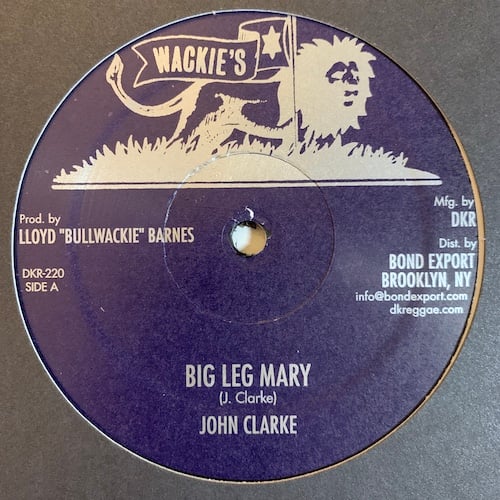 WACKIE'S
Prod. by
LLOYD "BULLWACKIE" BARNES
DKR-220
SIDE A
Mfg. by
DKR
Dist. by
BOND EXPORT
BROOKLYN, NY
info@bondexport.com
dkreggae.com
BIG LEG MARY
(J. Clarke)
JOHN CLARKE